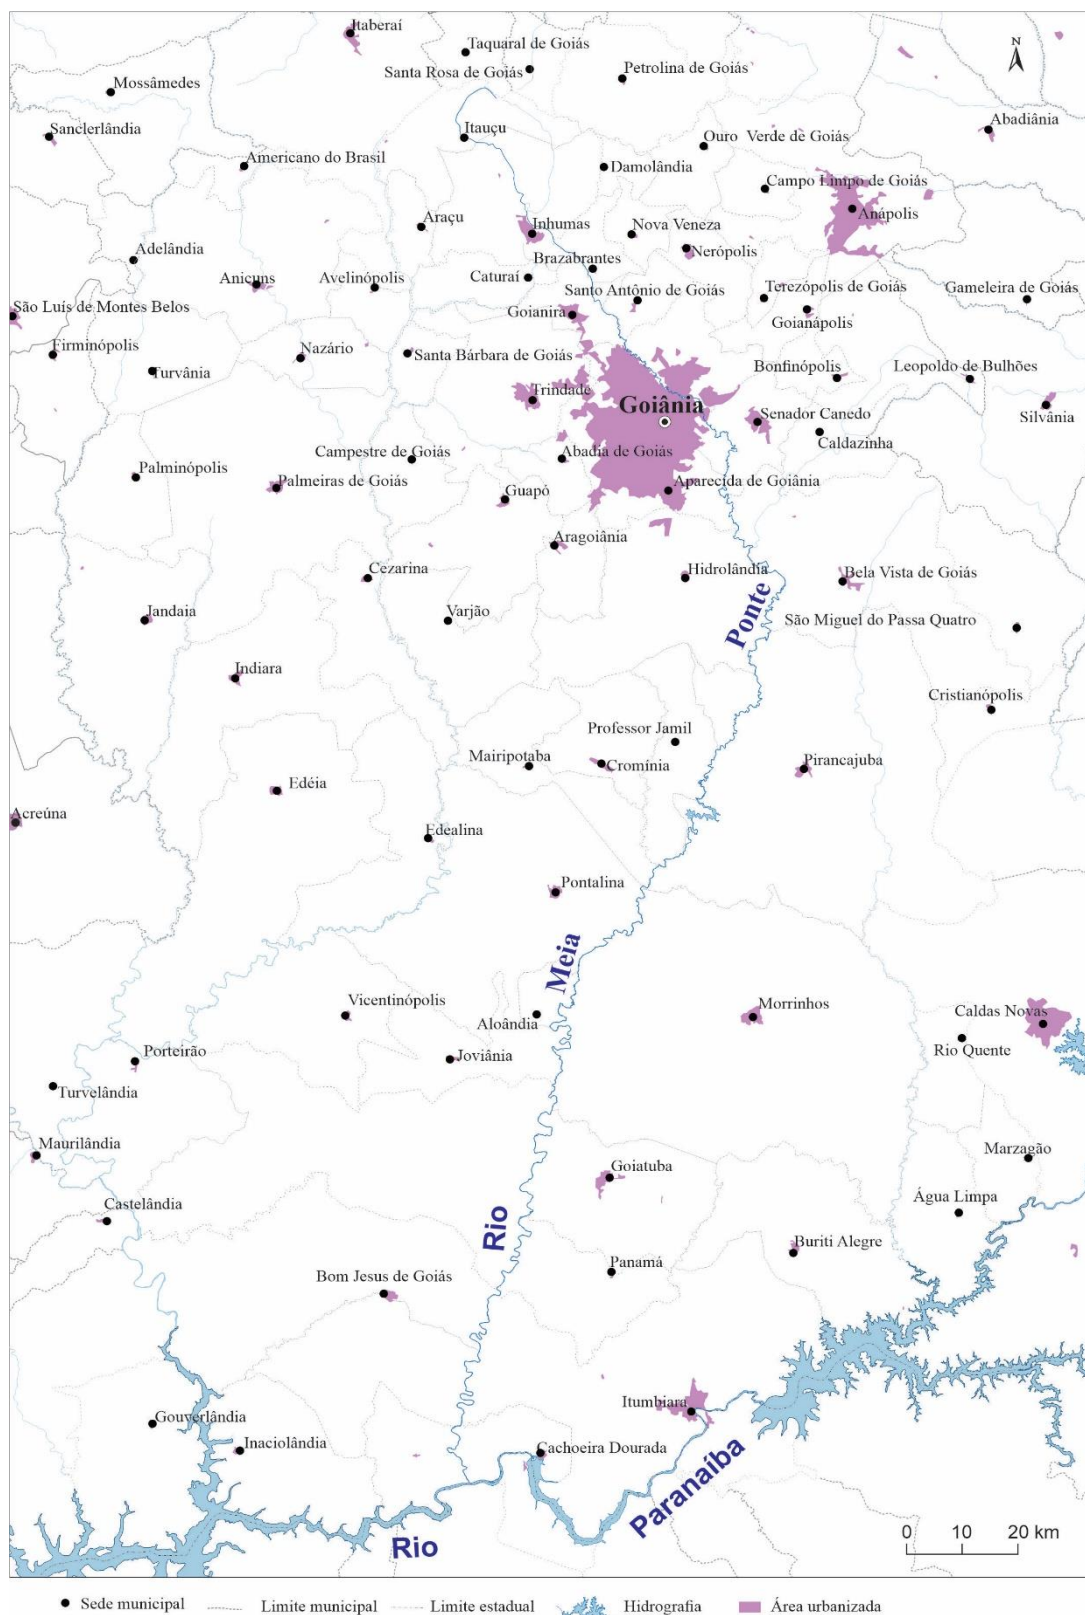 Itaberaí
N
Taquaral de Goiás
Santa Rosa de Goiás
Petrolina de Goiás
Mossâmedes
Sanclerlândia
Itauçu
Abadiânia
Ouro Verde de Goiás
Americano do Brasil
Damolândia
Campo Limpo de Goiás
Anápolis
Araçu
Inhumas
Nova Veneza
Nerópolis
Adelândia
Brazabrantes
Anicuns
Avelinópolis
Caturaí
Santo Antônio de Goiás
Terezópolis de Goiás
Gameleira de Goiás
São Luís de Montes Belos
Goianira
Goianápolis
Firminópolis
Nazário
Santa Bárbara de Goiás
Turvânia
Bonfinópolis
Leopoldo de Bulhões
Trindade
Goiânia
Senador Canedo
Silvânia
Caldazinha
Campestre de Goiás
Abadia de Goiás
Palminópolis
Palmeiras de Goiás
Guapó
Aparecida de Goiânia
Aragoiânia
Cezarina
Hidrolândia
Bela Vista de Goiás
Ponte
Jandaia
Varjão
São Miguel do Passa Quatro
Indiara
Cristianópolis
Professor Jamil
Mairipotaba
Cromínia
Pirancajuba
Edéia
Acreúna
Edealina
Pontalina
Meia
Vicentinópolis
Aloândia
Morrinhos
Caldas Novas
Rio Quente
Porteirão
Joviânia
Turvelândia
Maurilândia
Marzagão
Goiatuba
Castelândia
Água Limpa
Rio
Buriti Alegre
Panamá
Bom Jesus de Goiás
Itumbiara
Gouverlândia
Inaciolândia
Cachoeira Dourada
Paranaíba
Rio
0 10 20 km
Sede municipal Limite municipal Limite estadual Hidrografia Área urbanizada